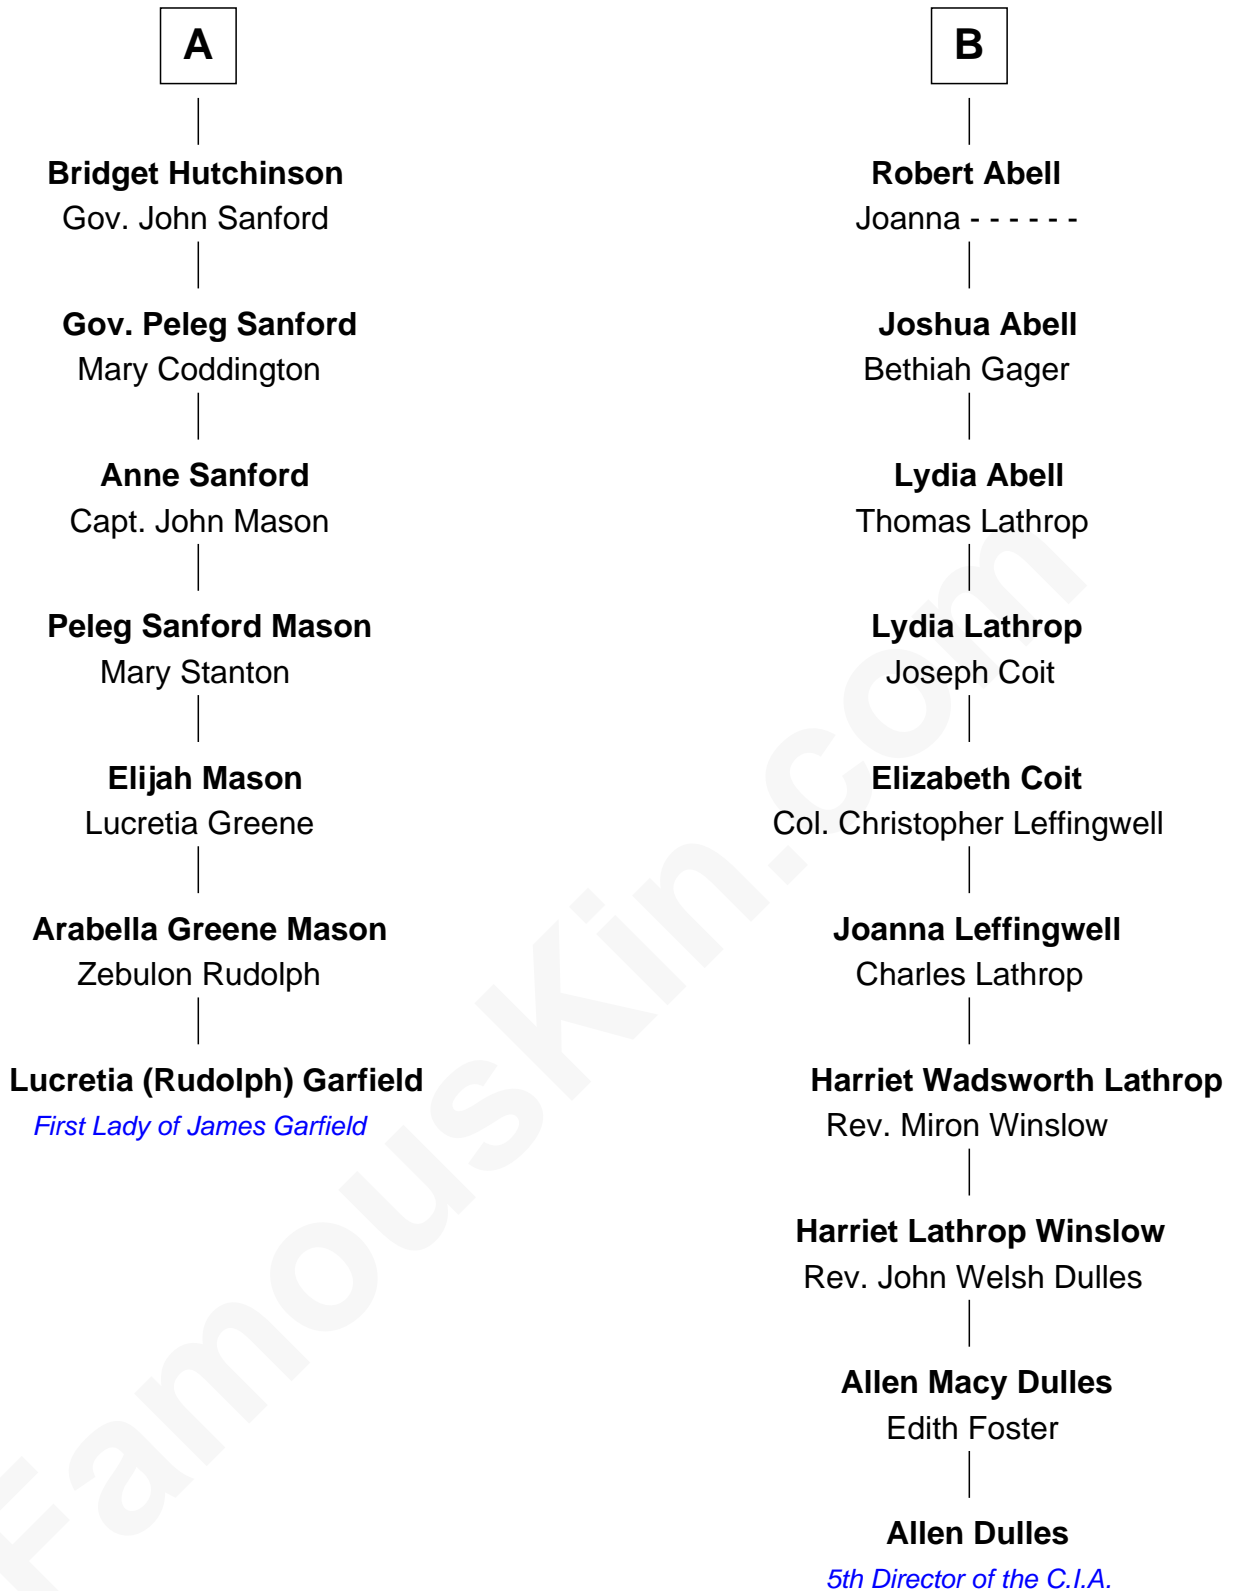 A
Bridget Hutchinson
Gov. John Sanford
Gov. Peleg Sanford
Mary Coddington
Anne Sanford
Capt. John Mason
Peleg Sanford Mason
Mary Stanton
Elijah Mason
Lucretia Greene
Arabella Greene Mason
Zebulon Rudolph
Lucretia (Rudolph) Garfield
First Lady of James Garfield
B
Robert Abell
Joanna - - - - - -
Joshua Abell
Bethiah Gager
Lydia Abell
Thomas Lathrop
Lydia Lathrop
Joseph Coit
Elizabeth Coit
Col. Christopher Leffingwell
Joanna Leffingwell
Charles Lathrop
Harriet Wadsworth Lathrop
Rev. Miron Winslow
Harriet Lathrop Winslow
Rev. John Welsh Dulles
Allen Macy Dulles
Edith Foster
Allen Dulles
5th Director of the C.I.A.
FamousKin.com